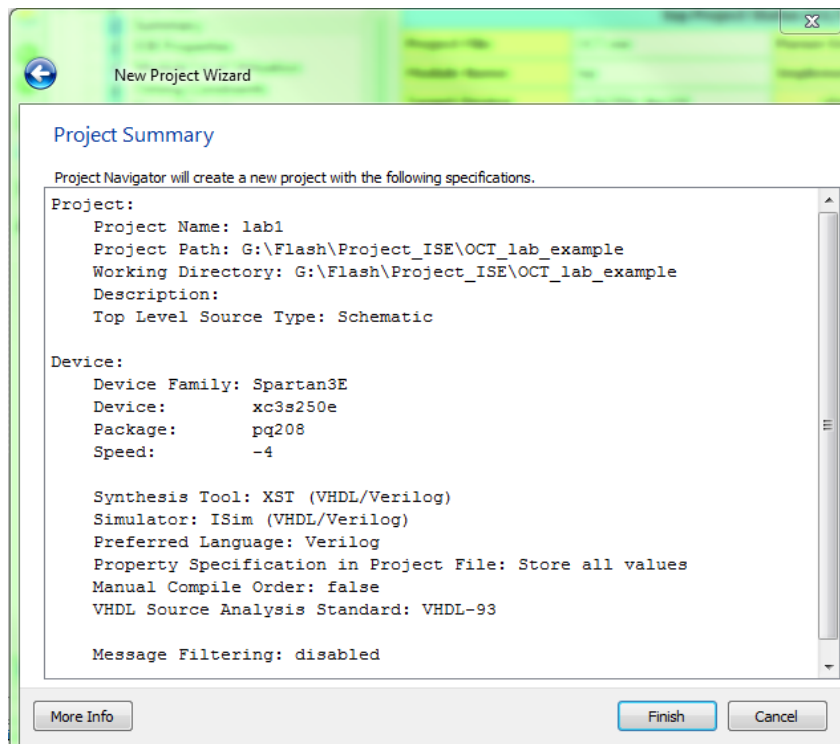 New Project Wizard
Project Summary
Project Navigator will create a new project with the following specifications.
Project:
Project Name: lab1
Project Path: G:\Flash\Project_ISE\OCT_lab_example
Working Directory: G:\Flash\Project_ISE\OCT_lab_example
Description:
Top Level Source Type: Schematic
Device:
Device Family: Spartan3E
Device: xc3s250e
Package: pq208
Speed: -4
Synthesis Tool: XST (VHDL/Verilog)
Simulator: ISim (VHDL/Verilog)
Preferred Language: Verilog
Property Specification in Project File: Store all values
Manual Compile Order: false
VHDL Source Analysis Standard: VHDL-93
Message Filtering: disabled
More Info
Finish
Cancel